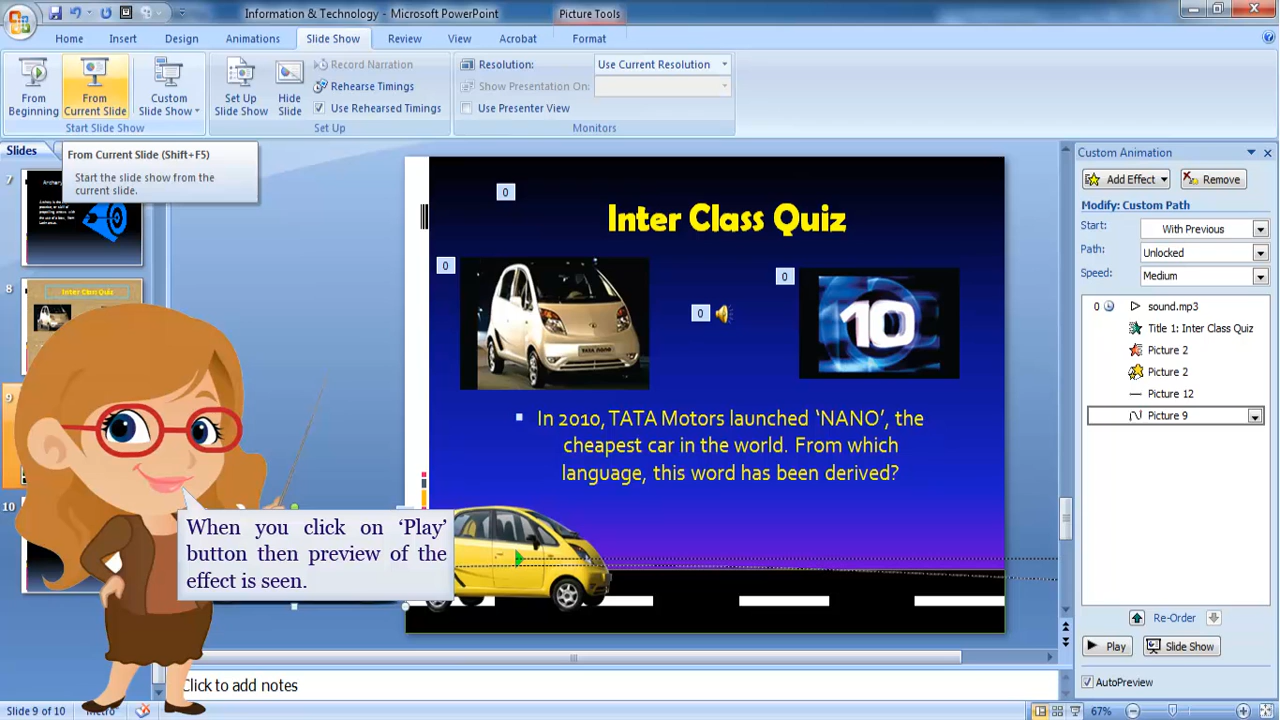 Information & Technology - Microsoft PowerPoint
Picture Tools
Home Insert Design Animations Slide Show Review View Acrobat Format
From Beginning
From Current Slide
Custom Slide Show
Start Slide Show
Set Up Slide Show
Hide Slide
Record Narration
Rehearse Timings
Use Rehearsed Timings
Set Up
Resolution: Use Current Resolution
Show Presentation On:
Use Presenter View
Monitors
From Current Slide (Shift+F5)
Start the slide show from the
current slide.
Slides
7
8
Inter Class Quiz
9
10
0
Inter Class Quiz
0
0
0
TATA NANO
10
In 2010, TATA Motors launched ‘NANO’, the
cheapest car in the world. From which
language, this word has been derived?
When you click on ‘Play’
button then preview of the
effect is seen.
Click to add notes
Custom Animation
Add Effect
Remove
Modify: Custom Path
Start: With Previous
Path: Unlocked
Speed: Medium
0 sound.mp3
Title 1: Inter Class Quiz
Picture 2
Picture 2
Picture 12
Picture 9
Re-Order
Play
Slide Show
AutoPreview
Slide 9 of 10
67%